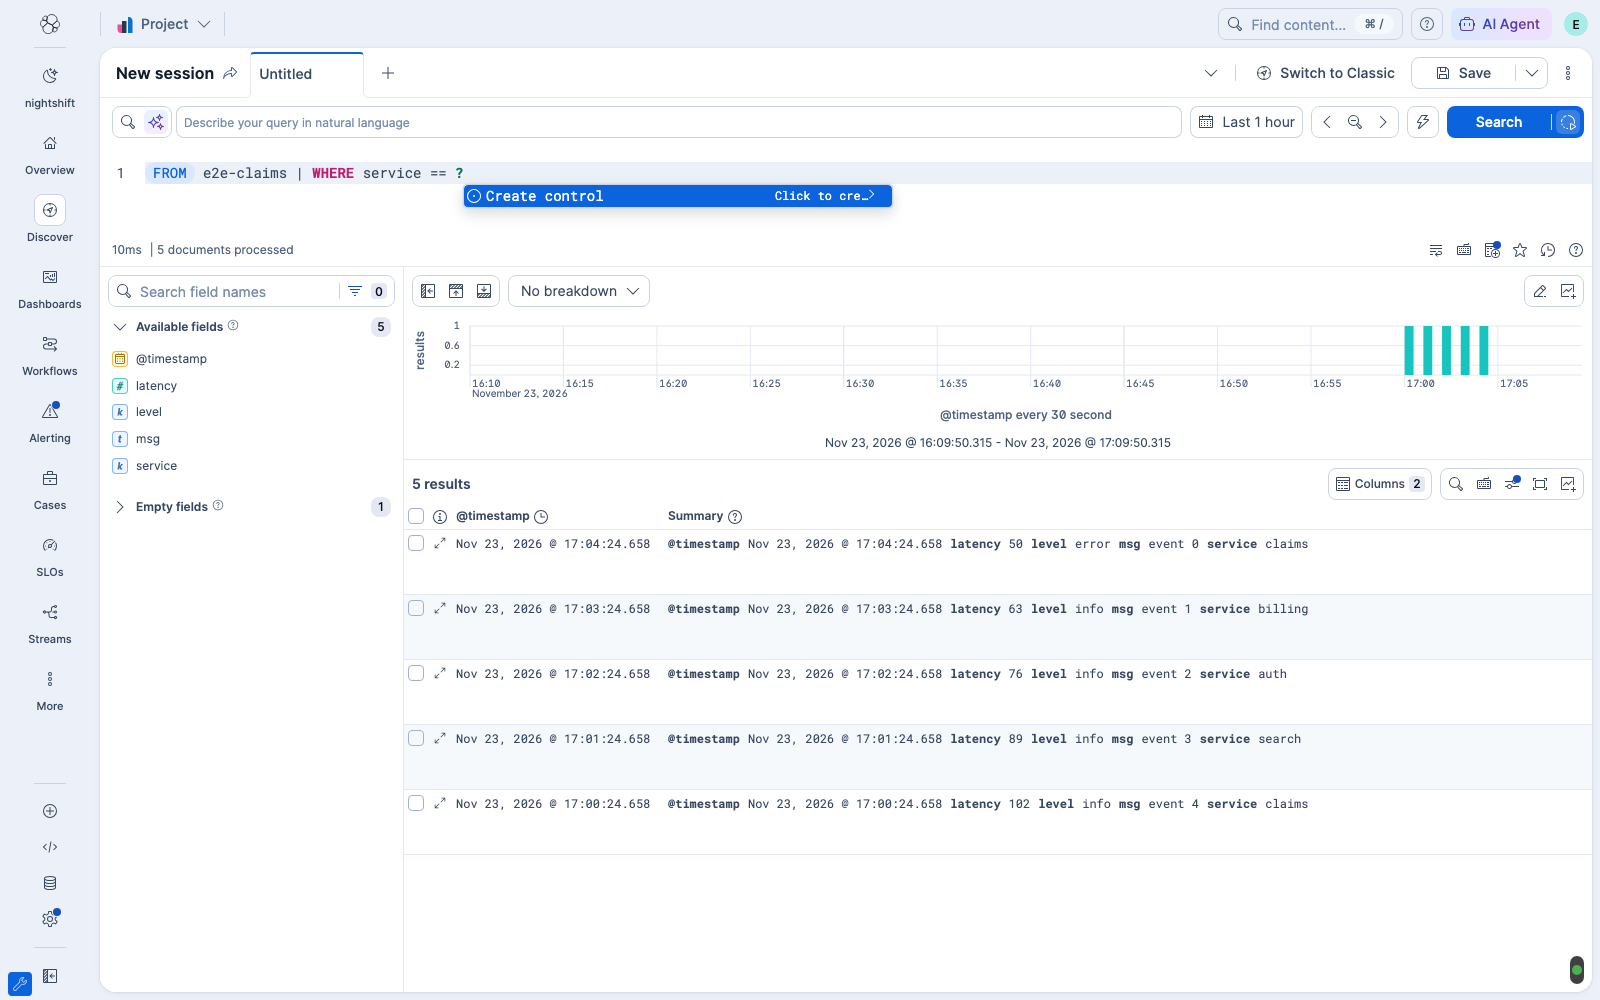 Project
Find content...
⌘ /
AI Agent
E
nightshift
Overview
Discover
Dashboards
Workflows
Alerting
Cases
SLOs
Streams
More
New session
Untitled
Switch to Classic
Save
Describe your query in natural language
Last 1 hour
Search
1 FROM e2e-claims | WHERE service == ?
Create control Click to cre…
10ms | 5 documents processed
Search field names
0
Available fields
5
@timestamp
latency
level
msg
service
Empty fields
1
No breakdown
results
1
0.6
0.2
16:10 16:15 16:20 16:25 16:30 16:35 16:40 16:45 16:50 16:55 17:00 17:05
November 23, 2026
@timestamp every 30 second
Nov 23, 2026 @ 16:09:50.315 - Nov 23, 2026 @ 17:09:50.315
5 results
Columns 2
@timestamp Summary
Nov 23, 2026 @ 17:04:24.658 @timestamp Nov 23, 2026 @ 17:04:24.658 latency 50 level error msg event 0 service claims
Nov 23, 2026 @ 17:03:24.658 @timestamp Nov 23, 2026 @ 17:03:24.658 latency 63 level info msg event 1 service billing
Nov 23, 2026 @ 17:02:24.658 @timestamp Nov 23, 2026 @ 17:02:24.658 latency 76 level info msg event 2 service auth
Nov 23, 2026 @ 17:01:24.658 @timestamp Nov 23, 2026 @ 17:01:24.658 latency 89 level info msg event 3 service search
Nov 23, 2026 @ 17:00:24.658 @timestamp Nov 23, 2026 @ 17:00:24.658 latency 102 level info msg event 4 service claims